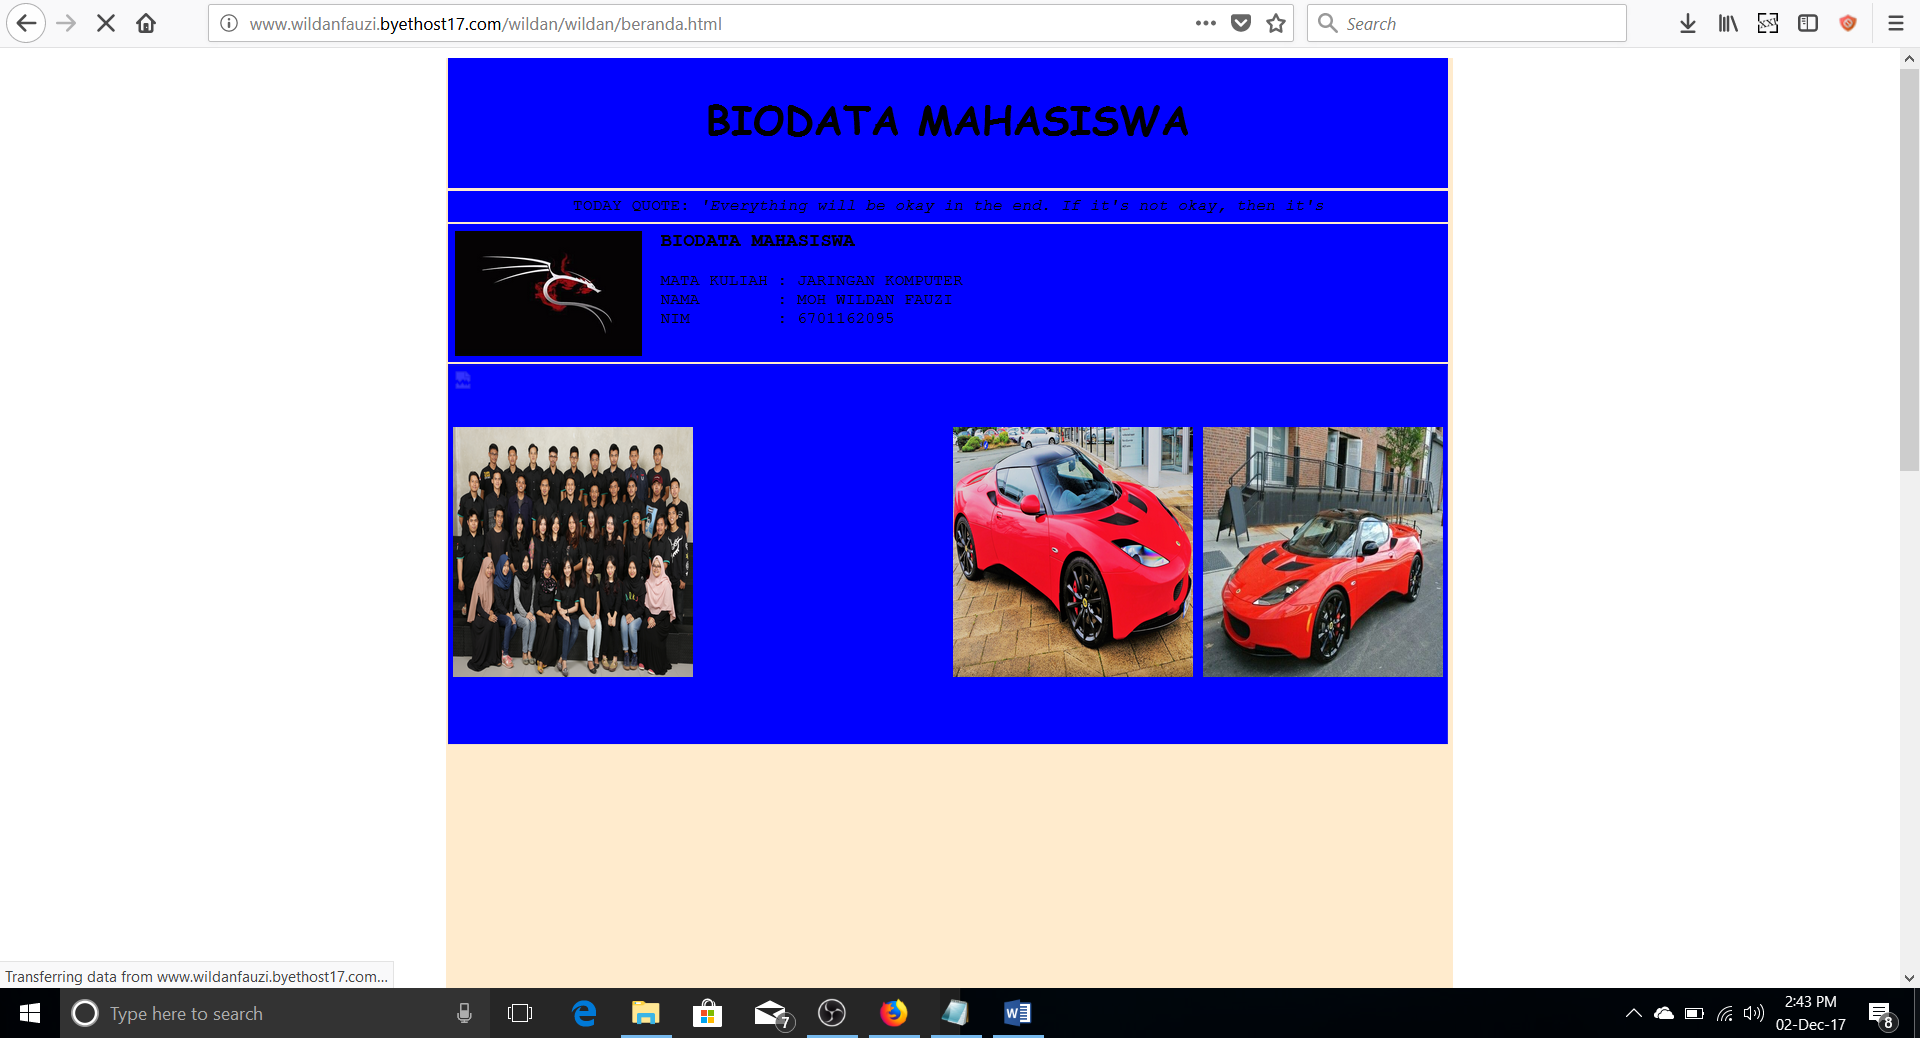 www.wildanfauzi.byethost17.com/wildan/wildan/beranda.html
Search
BIODATA MAHASISWA
TODAY QUOTE: 'Everything will be okay in the end. If it's not okay, then it's
BIODATA MAHASISWA
MATA KULIAH : JARINGAN KOMPUTER
NAMA : MOH WILDAN FAUZI
NIM : 6701162095
Transferring data from www.wildanfauzi.byethost17.com...
Type here to search
7
2:43 PM
02-Dec-17
8